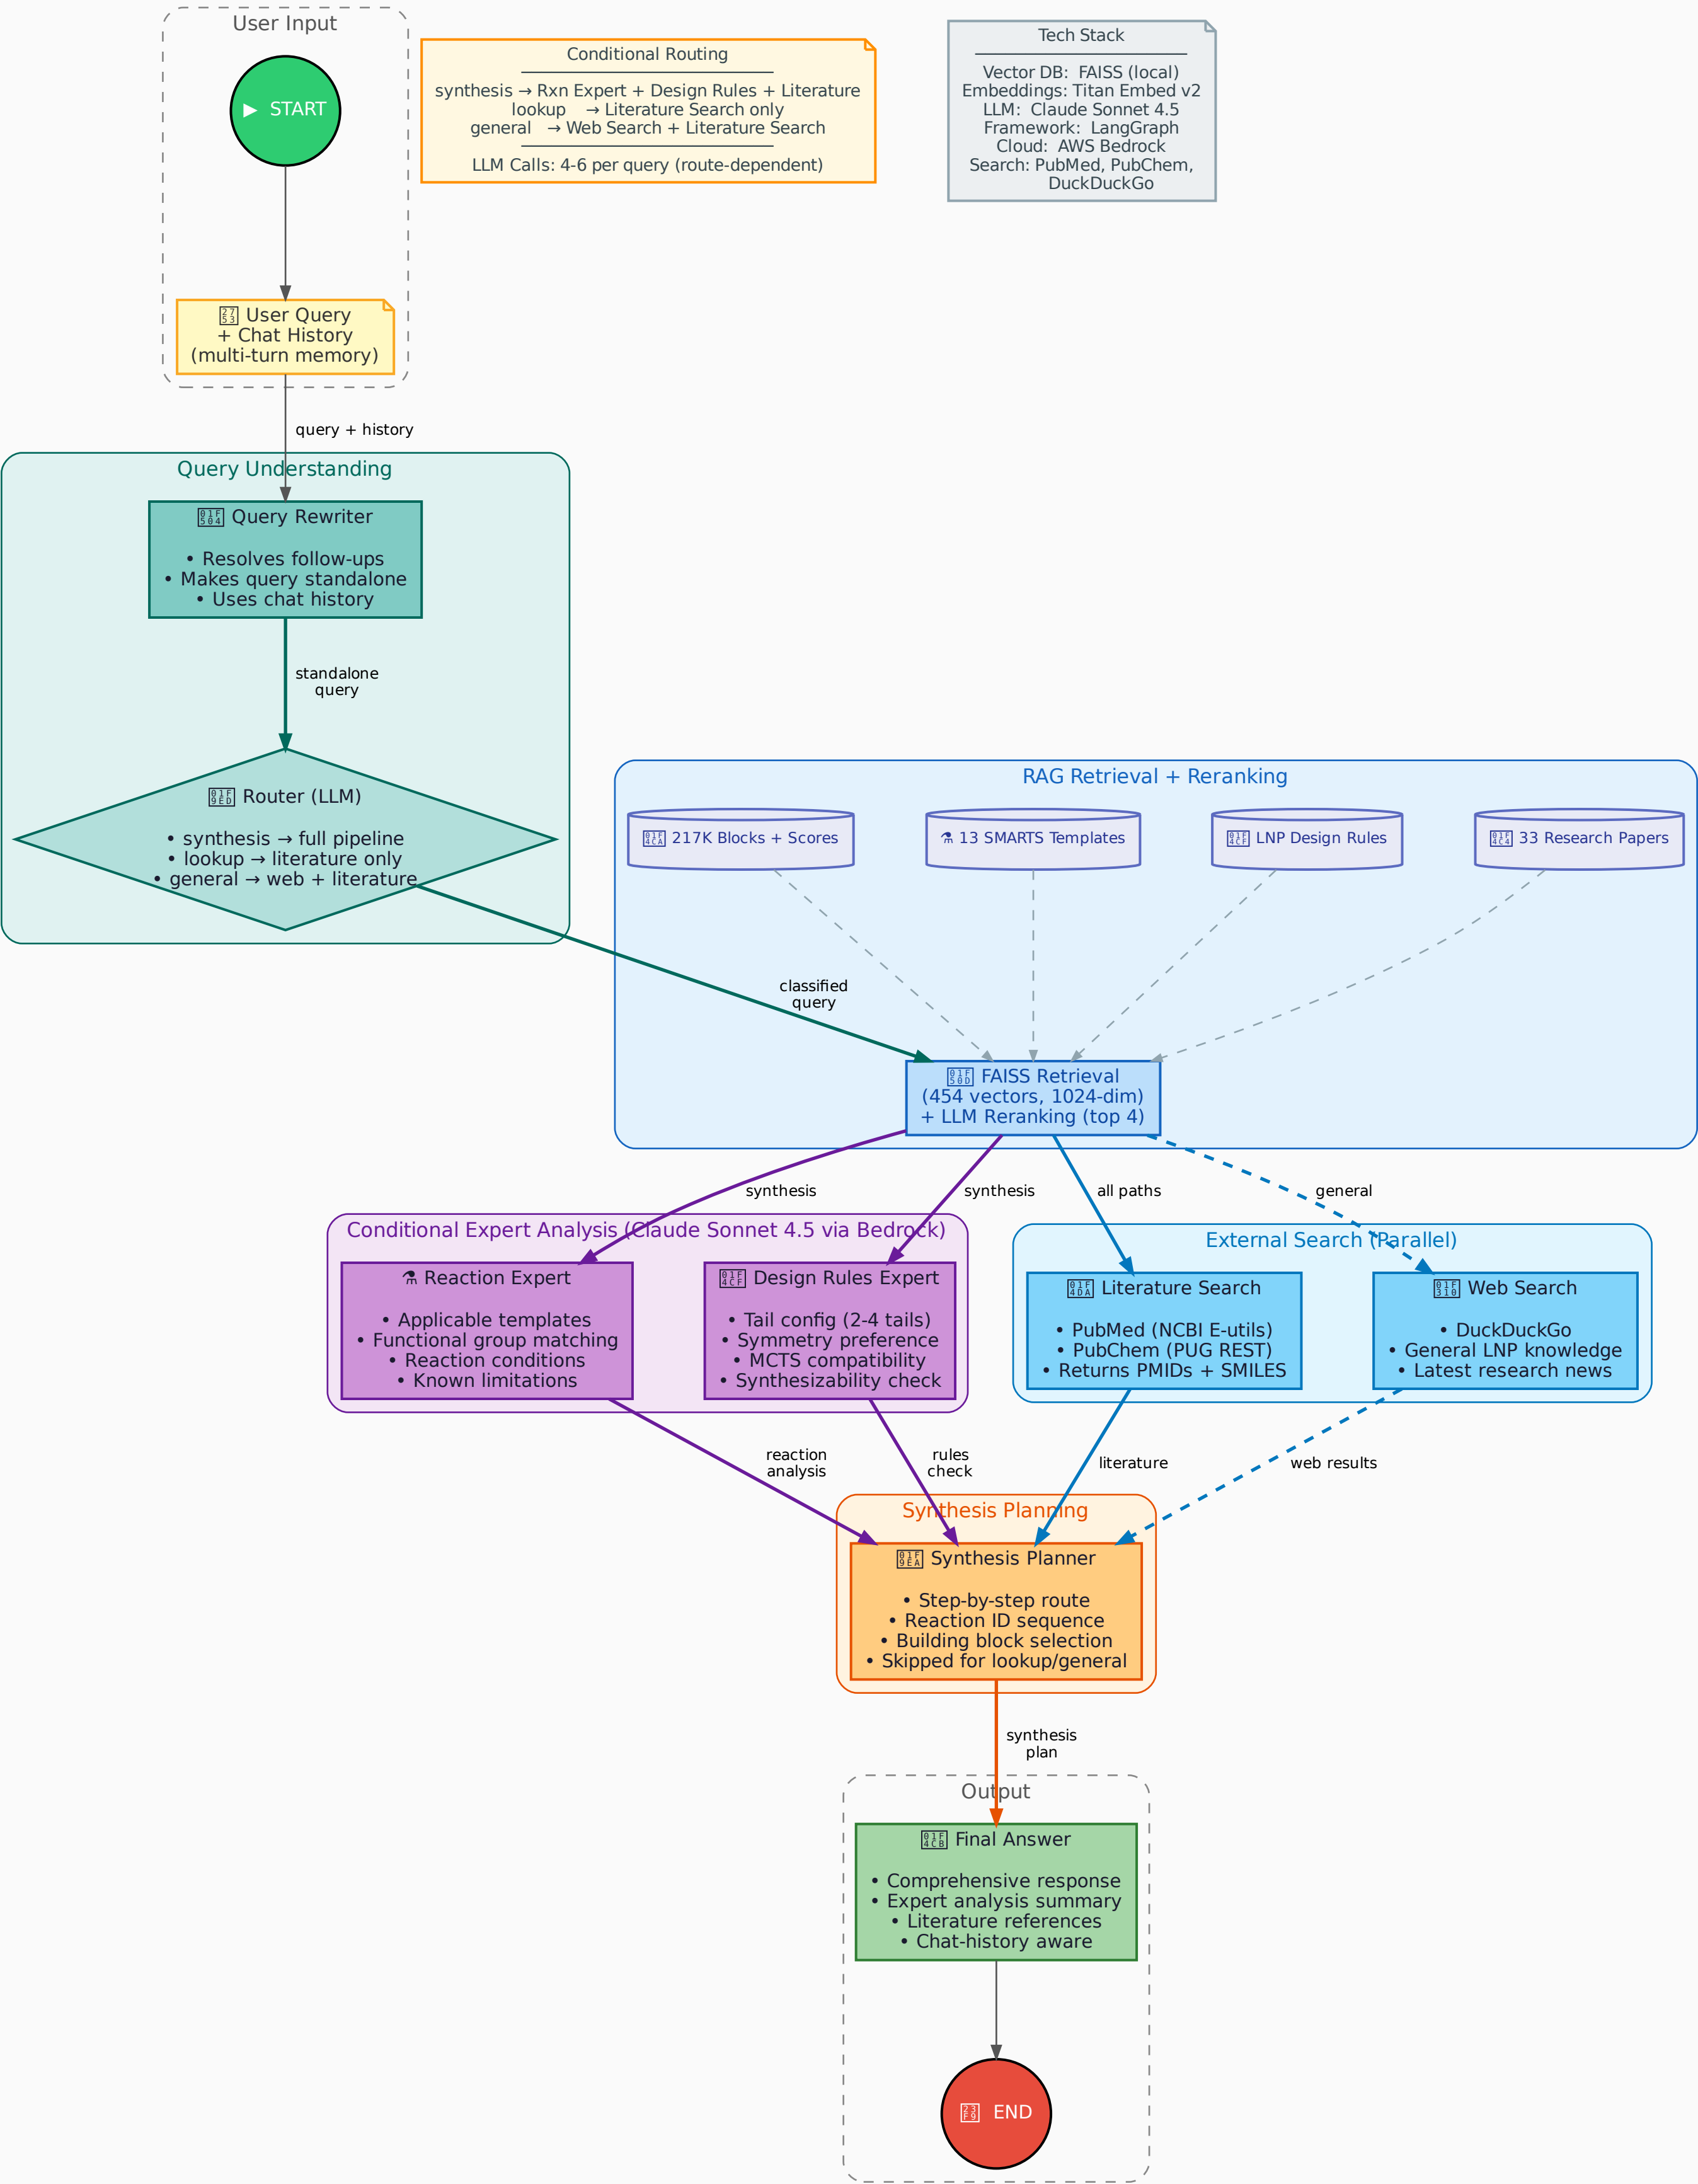 User Input
▶ START
Conditional Routing
synthesis → Rxn Expert + Design Rules + Literature
lookup → Literature Search only
general → Web Search + Literature Search
LLM Calls: 4-6 per query (route-dependent)
Tech Stack
Vector DB: FAISS (local)
Embeddings: Titan Embed v2
LLM: Claude Sonnet 4.5
Framework: LangGraph
Cloud: AWS Bedrock
Search: PubMed, PubChem,
DuckDuckGo
User Query
+ Chat History
(multi-turn memory)
query + history
Query Understanding
Query Rewriter
• Resolves follow-ups
• Makes query standalone
• Uses chat history
standalone
query
Router (LLM)
• synthesis → full pipeline
• lookup → literature only
• general → web + literature
RAG Retrieval + Reranking
217K Blocks + Scores
⚗ 13 SMARTS Templates
LNP Design Rules
33 Research Papers
classified
query
FAISS Retrieval
(454 vectors, 1024-dim)
+ LLM Reranking (top 4)
synthesis
synthesis
all paths
general
Conditional Expert Analysis (Claude Sonnet 4.5 via Bedrock)
⚗ Reaction Expert
• Applicable templates
• Functional group matching
• Reaction conditions
• Known limitations
Design Rules Expert
• Tail config (2-4 tails)
• Symmetry preference
• MCTS compatibility
• Synthesizability check
External Search (Parallel)
Literature Search
• PubMed (NCBI E-utils)
• PubChem (PUG REST)
• Returns PMIDs + SMILES
Web Search
• DuckDuckGo
• General LNP knowledge
• Latest research news
reaction
analysis
rules
check
literature
web results
Synthesis Planning
Synthesis Planner
• Step-by-step route
• Reaction ID sequence
• Building block selection
• Skipped for lookup/general
synthesis
plan
Output
Final Answer
• Comprehensive response
• Expert analysis summary
• Literature references
• Chat-history aware
END